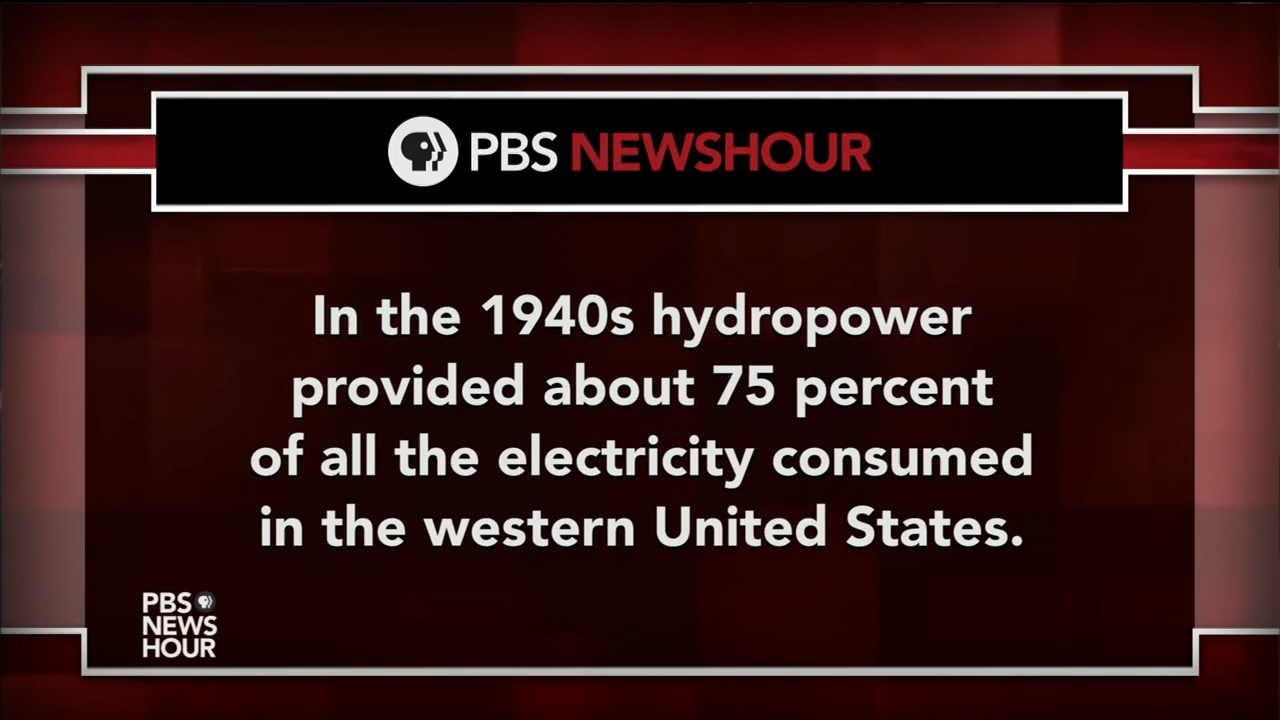 PBS NEWSHOUR
In the 1940s hydropower
provided about 75 percent
of all the electricity consumed
in the western United States.
PBS
NEWS
HOUR